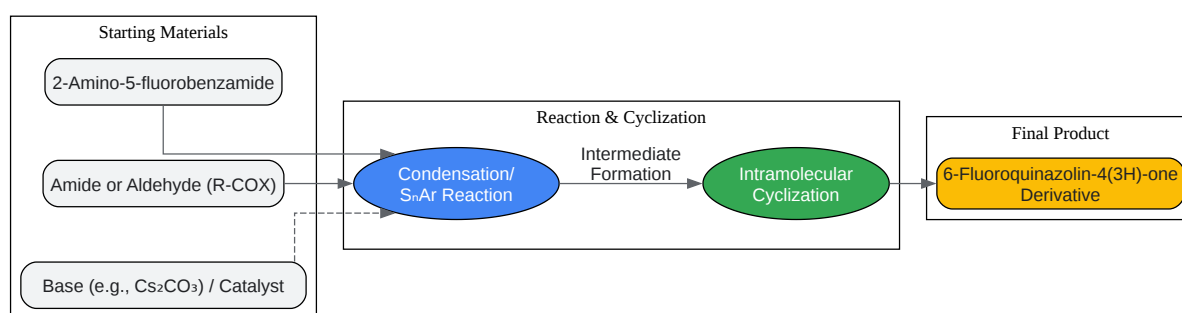 Starting Materials
2-Amino-5-fluorobenzamide
Amide or Aldehyde (R-COX)
Base (e.g., Cs₂CO₃) / Catalyst
Reaction & Cyclization
Condensation/
SₙAr Reaction
Intermediate
Formation
Intramolecular
Cyclization
Final Product
6-Fluoroquinazolin-4(3H)-one
Derivative